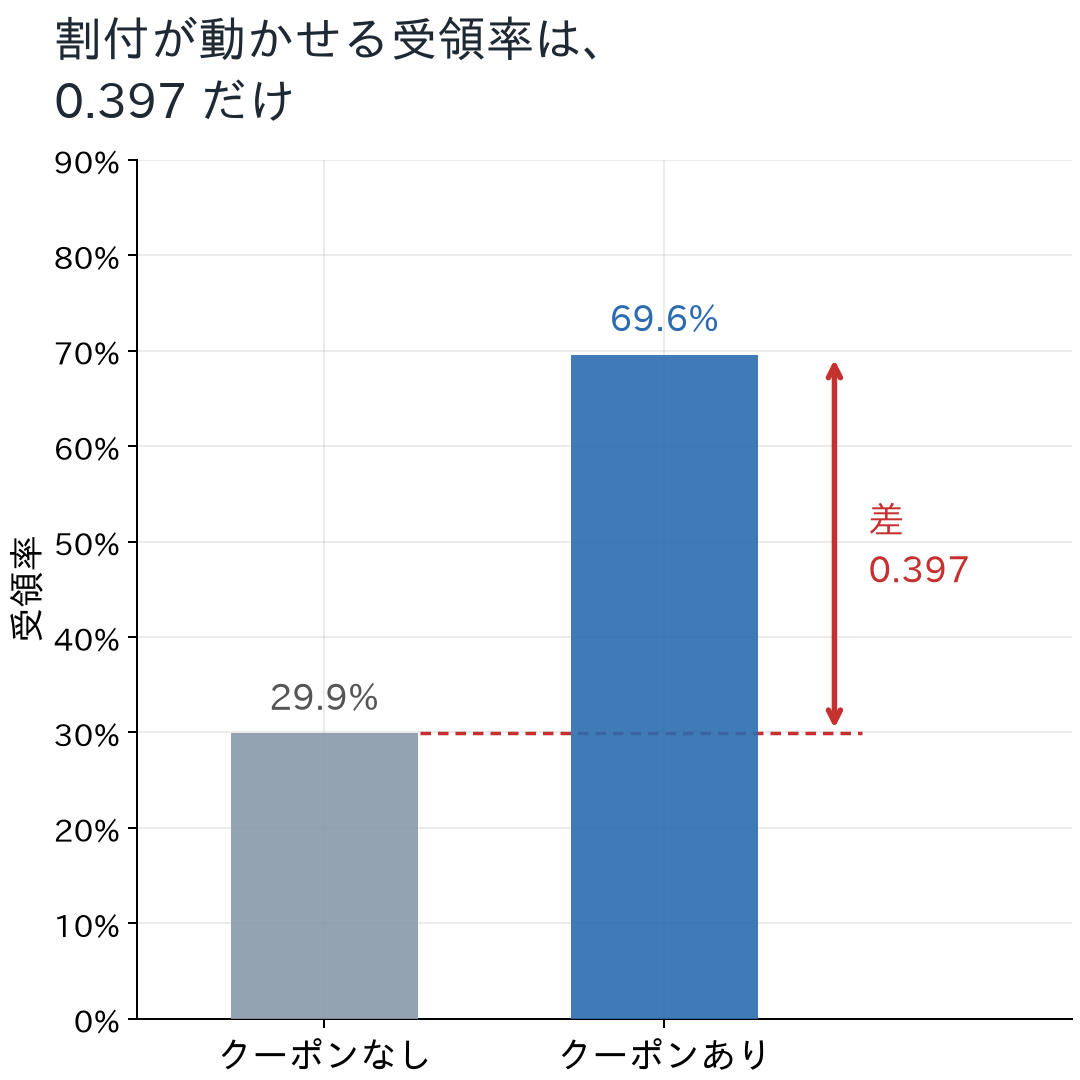 割付が動かせる受領率は、
0.397 だけ
受領率
90%
80%
70%
60%
50%
40%
30%
20%
10%
0%
29.9%
69.6%
差
0.397
クーポンなし
クーポンあり